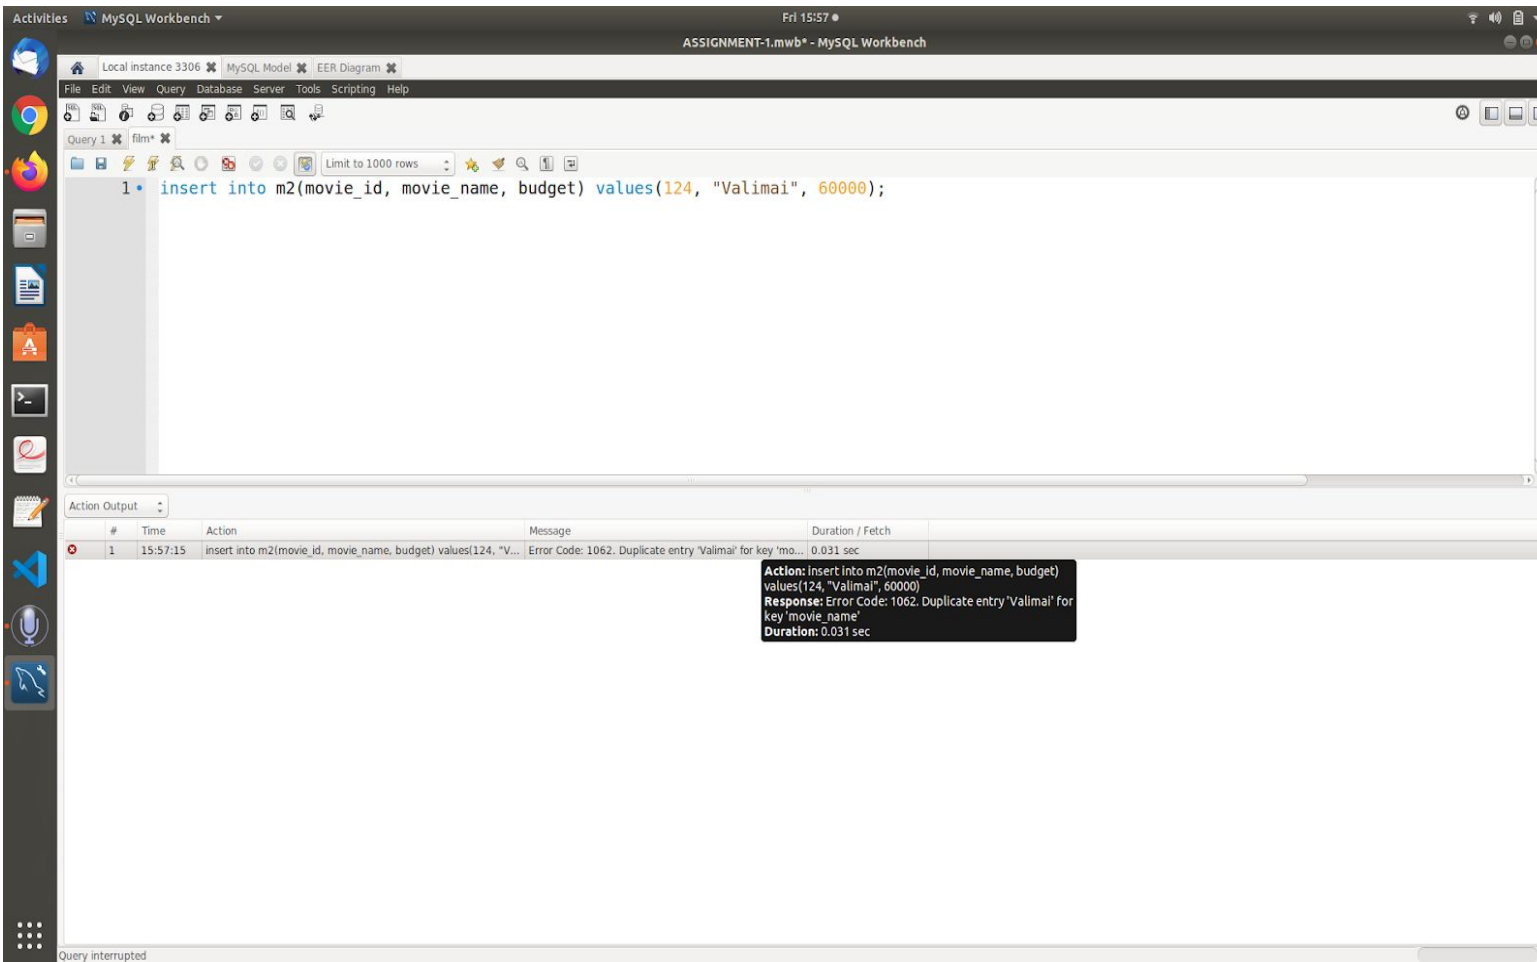 Activities MySQL Workbench Fri 15:57
ASSIGNMENT-1.mwb* - MySQL Workbench
Local instance 3306 MySQL Model EER Diagram
File Edit View Query Database Server Tools Scripting Help
Query 1 film*
Limit to 1000 rows
1 insert into m2(movie_id, movie_name, budget) values(124, "Valimai", 60000);
Action Output
# Time Action Message Duration / Fetch
1 15:57:15 insert into m2(movie_id, movie_name, budget) values(124, "V... Error Code: 1062. Duplicate entry 'Valimai' for key 'mo... 0.031 sec
Action: insert into m2(movie_id, movie_name, budget)
values(124, "Valimai", 60000)
Response: Error Code: 1062. Duplicate entry 'Valimai' for
key 'movie_name'
Duration: 0.031 sec
Query interrupted